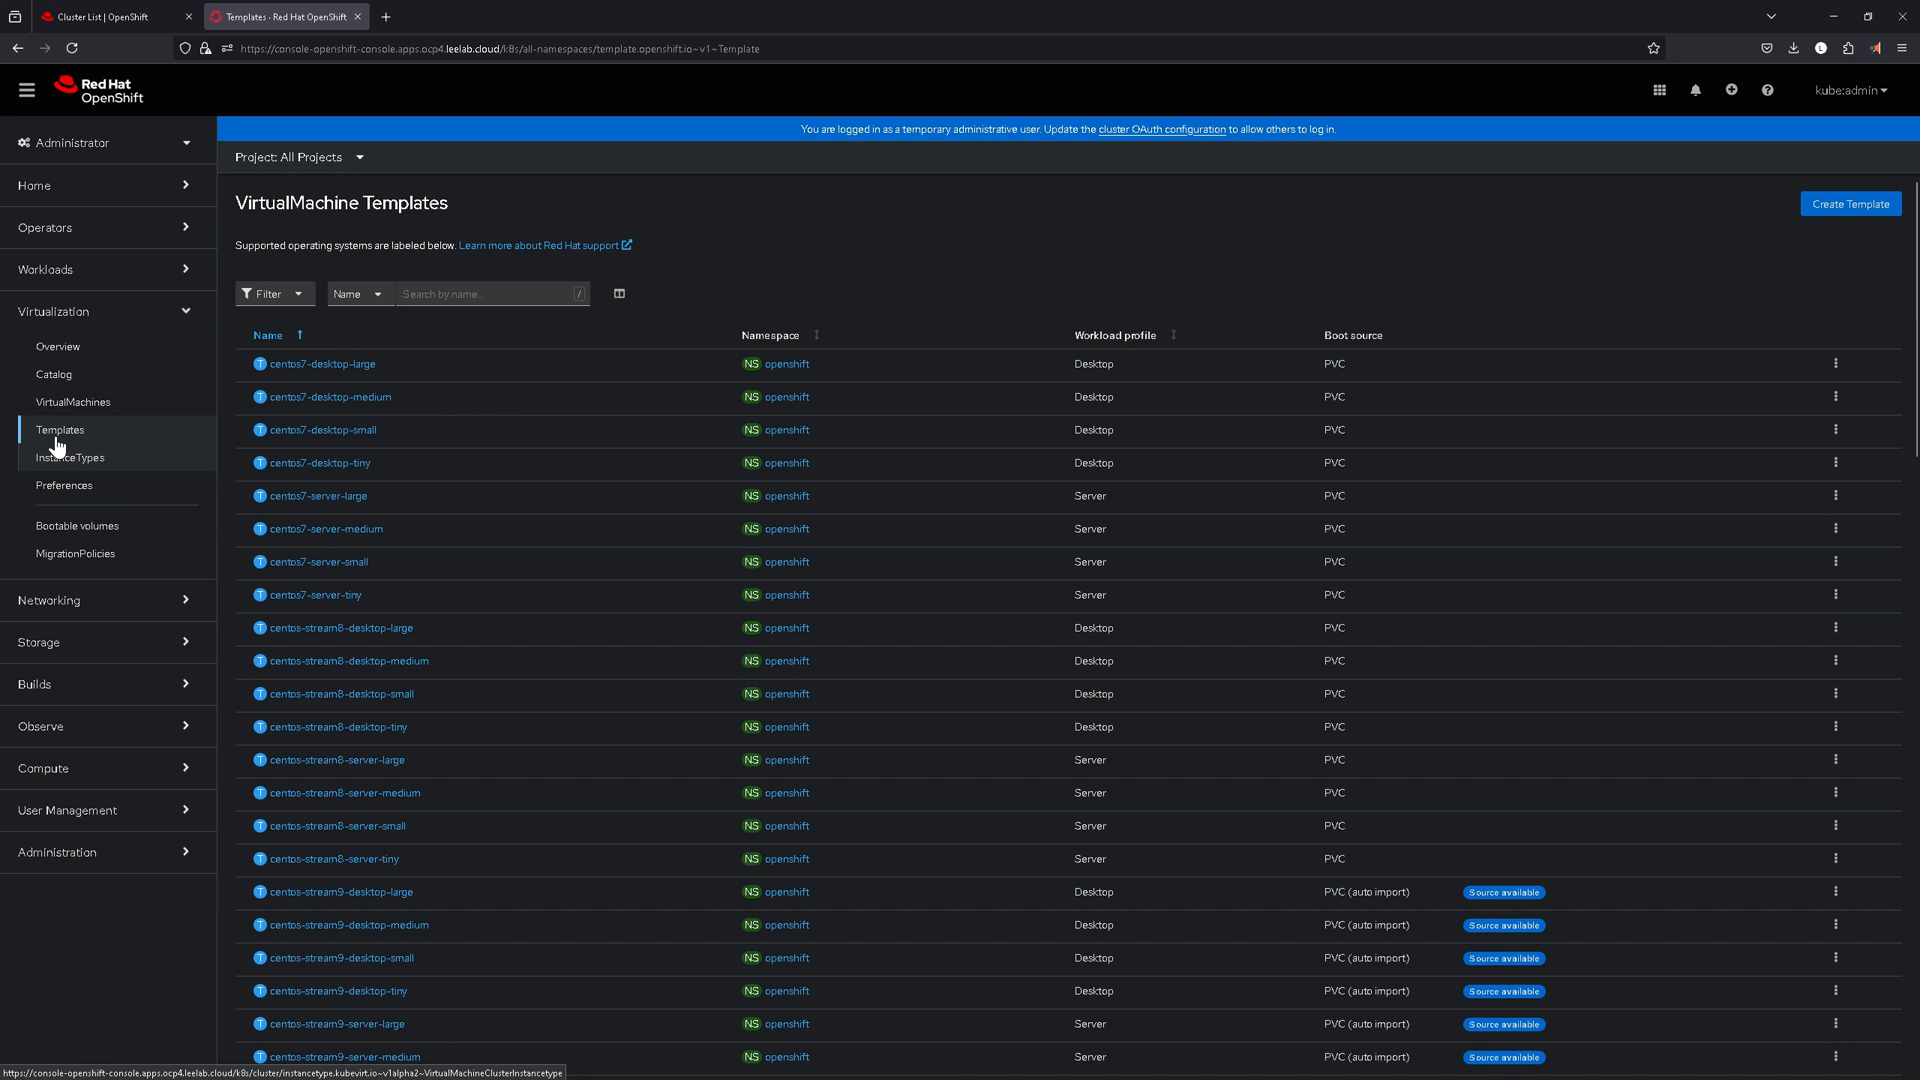 Cluster List | OpenShift
Templates · Red Hat OpenShift
https://console-openshift-console.apps.ocp4.leelab.cloud/k8s/all-namespaces/template.openshift.io~v1~Template
L
Red Hat
OpenShift
kube:admin
Administrator
Home
Operators
Workloads
Virtualization
Overview
Catalog
VirtualMachines
Templates
InstanceTypes
Preferences
Bootable volumes
MigrationPolicies
Networking
Storage
Builds
Observe
Compute
User Management
Administration
You are logged in as a temporary administrative user. Update the cluster OAuth configuration to allow others to log in.
Project: All Projects
VirtualMachine Templates
Create Template
Supported operating systems are labeled below. Learn more about Red Hat support
Filter Name Search by name... /
Name Namespace Workload profile Boot source
T centos7-desktop-large NS openshift Desktop PVC
T centos7-desktop-medium NS openshift Desktop PVC
T centos7-desktop-small NS openshift Desktop PVC
T centos7-desktop-tiny NS openshift Desktop PVC
T centos7-server-large NS openshift Server PVC
T centos7-server-medium NS openshift Server PVC
T centos7-server-small NS openshift Server PVC
T centos7-server-tiny NS openshift Server PVC
T centos-stream8-desktop-large NS openshift Desktop PVC
T centos-stream8-desktop-medium NS openshift Desktop PVC
T centos-stream8-desktop-small NS openshift Desktop PVC
T centos-stream8-desktop-tiny NS openshift Desktop PVC
T centos-stream8-server-large NS openshift Server PVC
T centos-stream8-server-medium NS openshift Server PVC
T centos-stream8-server-small NS openshift Server PVC
T centos-stream8-server-tiny NS openshift Server PVC
T centos-stream9-desktop-large NS openshift Desktop PVC (auto import) Source available
T centos-stream9-desktop-medium NS openshift Desktop PVC (auto import) Source available
T centos-stream9-desktop-small NS openshift Desktop PVC (auto import) Source available
T centos-stream9-desktop-tiny NS openshift Desktop PVC (auto import) Source available
T centos-stream9-server-large NS openshift Server PVC (auto import) Source available
T centos-stream9-server-medium NS openshift Server PVC (auto import) Source available
https://console-openshift-console.apps.ocp4.leelab.cloud/k8s/cluster/instancetype.kubevirt.io~v1alpha2~VirtualMachineClusterInstancetype